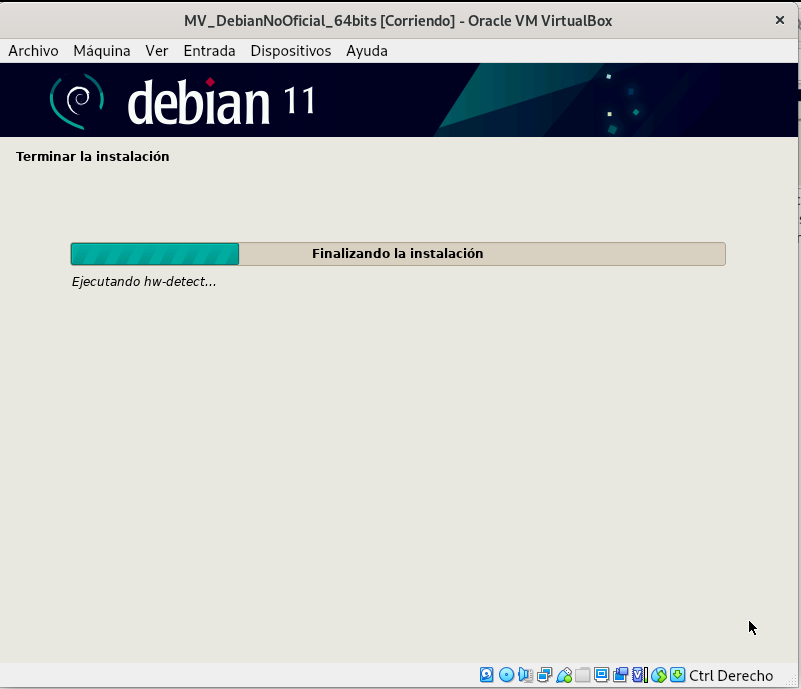 MV_DebianNoOficial_64bits [Corriendo] - Oracle VM VirtualBox
Archivo Máquina Ver Entrada Dispositivos Ayuda
debian 11
Terminar la instalación
Finalizando la instalación
Ejecutando hw-detect...
Ctrl Derecho